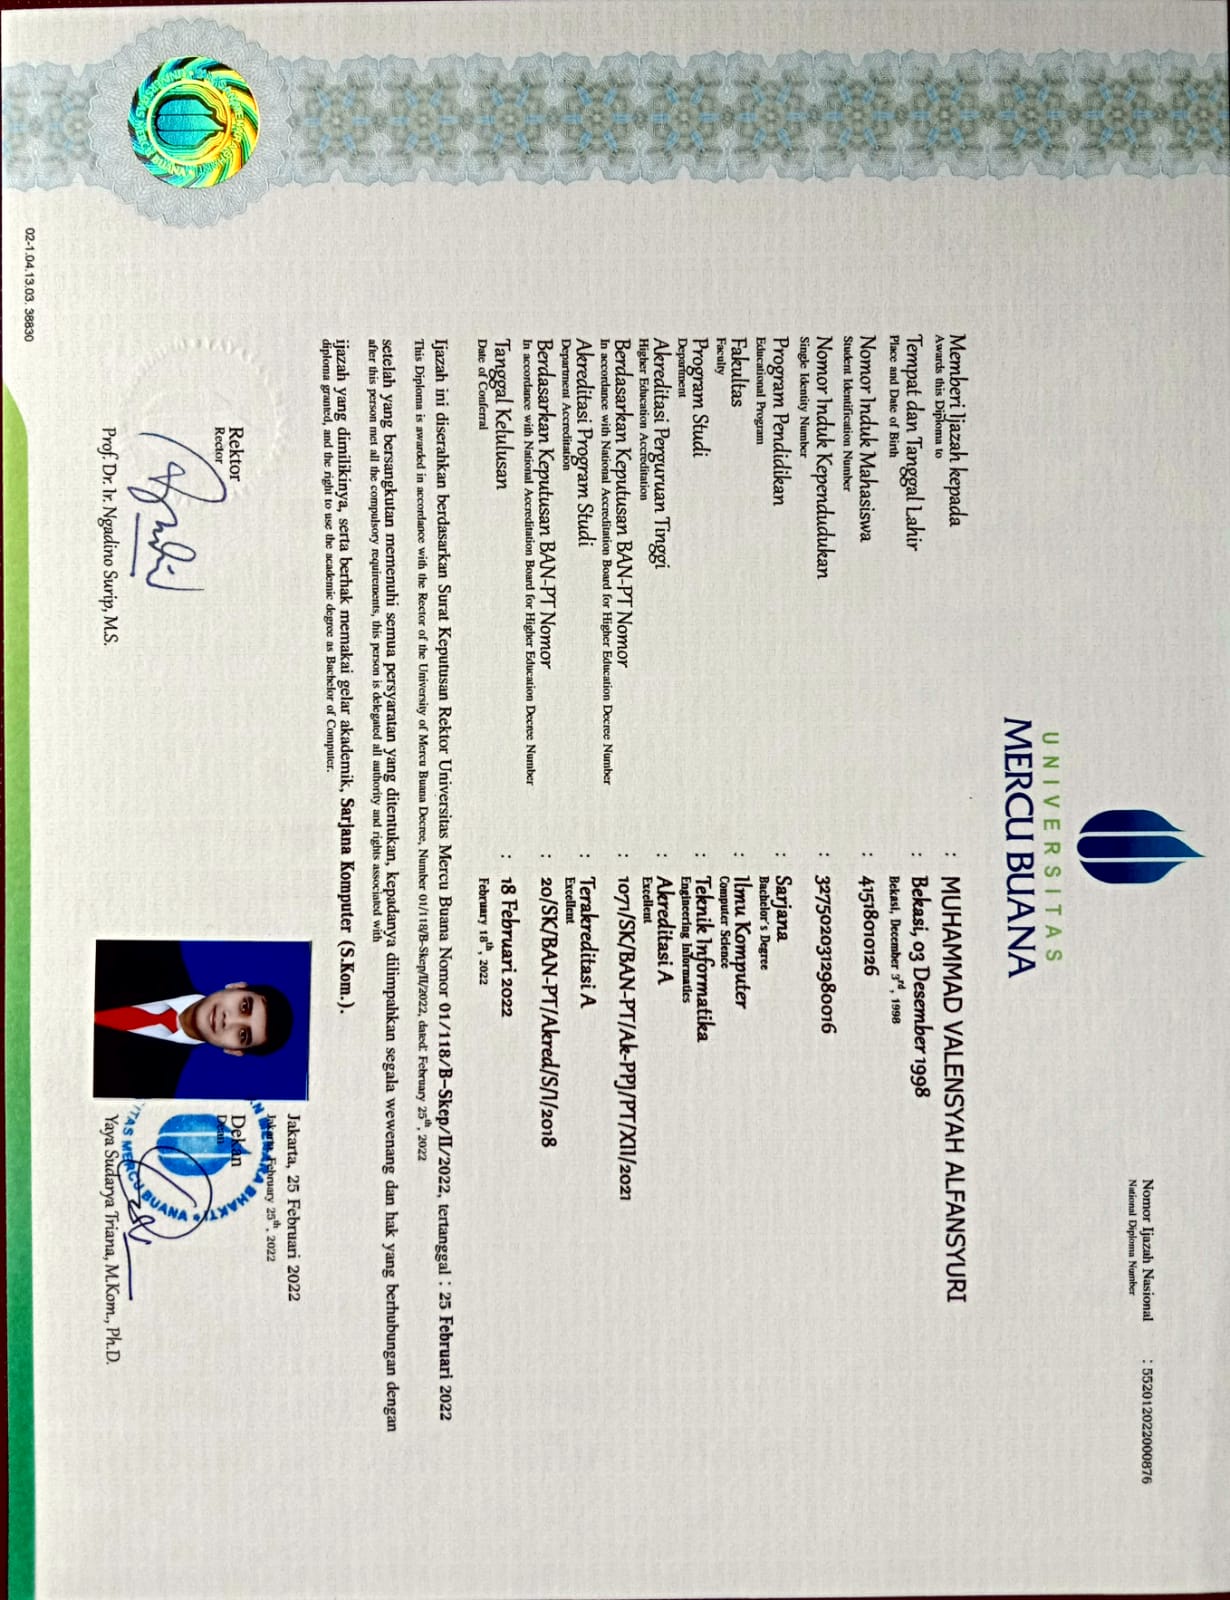 Nomor Ijazah Nasional : 552012022000876
National Diploma Number
UNIVERSITAS
MERCU BUANA
Memberi Ijazah kepada : MUHAMMAD VALENSYAH ALFANSYURI
Awards this Diploma to
Tempat dan Tanggal Lahir : Bekasi, 03 Desember 1998
Place and Date of Birth Bekasi, December 3rd, 1998
Nomor Induk Mahasiswa : 41518010126
Student Identification Number
Nomor Induk Kependudukan : 3275020312980016
Single Identity Number
Program Pendidikan : Sarjana
Educational Program Bachelor's Degree
Fakultas : Ilmu Komputer
Faculty Computer Science
Program Studi : Teknik Informatika
Department Engineering Informatics
Akreditasi Perguruan Tinggi : Akreditasi A
Higher Education Accreditation Excellent
Berdasarkan Keputusan BAN-PT Nomor : 1071/SK/BAN-PT/Ak-PPJ/PT/XII/2021
In accordance with National Accreditation Board for Higher Education Decree Number
Akreditasi Program Studi : Terakreditasi A
Department Accreditation Excellent
Berdasarkan Keputusan BAN-PT Nomor : 20/SK/BAN-PT/Akred/S/I/2018
In accordance with National Accreditation Board for Higher Education Decree Number
Tanggal Kelulusan : 18 Februari 2022
Date of Conferral February 18th, 2022
Ijazah ini diserahkan berdasarkan Surat Keputusan Rektor Universitas Mercu Buana Nomor 01/118/B-Skep/II/2022, tertanggal : 25 Februari 2022
This Diploma is awarded in accordance with the Rector of the University of Mercu Buana Decree, Number 01/118/B-Skep/II/2022, dated: February 25th, 2022
setelah yang bersangkutan memenuhi semua persyaratan yang ditentukan, kepadanya dilimpahkan segala wewenang dan hak yang berhubungan dengan
after this person met all the compulsory requirements, this person is delegated all authority and rights associated with
ijazah yang dimilikinya, serta berhak memakai gelar akademik, Sarjana Komputer (S.Kom.).
diploma granted, and the right to use the academic degree as Bachelor of Computer.
Jakarta, 25 Februari 2022
Jakarta, February 25th, 2022
Rektor Dekan
Rector Dean
Prof. Dr. Ir. Ngadino Surip, M.S. Yaya Sudarya Triana, M.Kom., Ph.D.
02-1.04.13.03. 38830